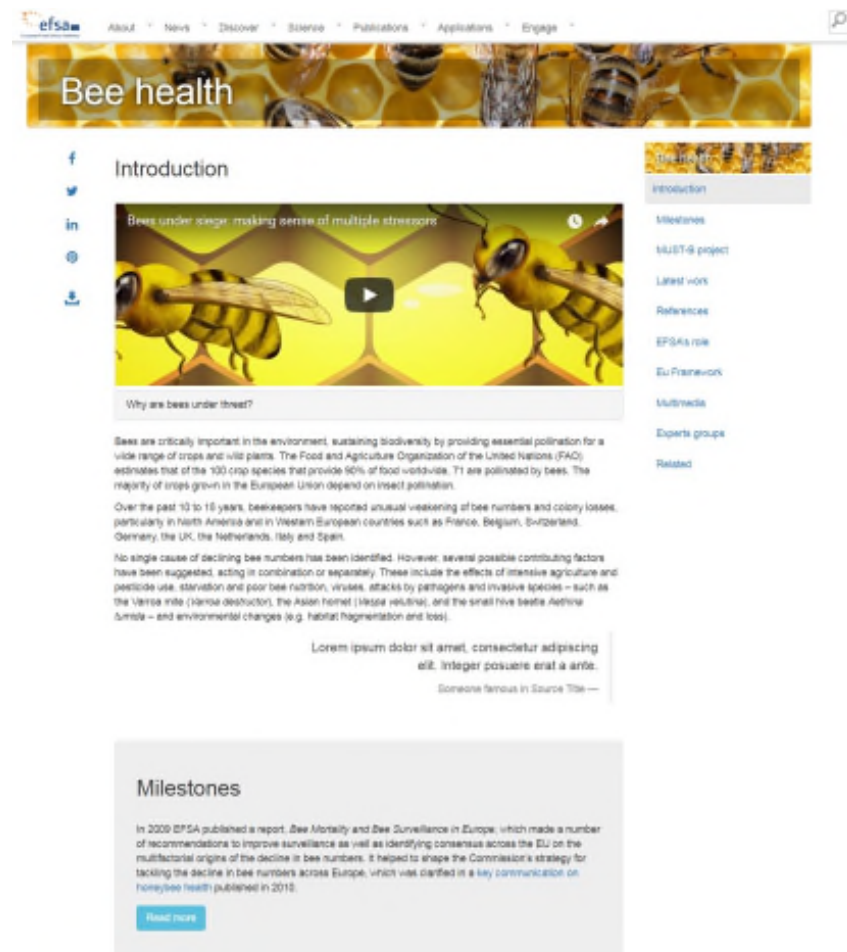 efsa
About
News
Discover
Science
Publications
Applications
Engage
Bee health
Introduction
Bees under siege: making sense of multiple stressors
Why are bees under threat?
Bees are critically important in the environment, sustaining biodiversity by providing essential pollination for a
wide range of crops and wild plants. The Food and Agriculture Organization of the United Nations (FAO)
estimates that of the 100 crop species that provide 90% of food worldwide, 71 are pollinated by bees. The
majority of crops grown in the European Union depend on insect pollination.
Over the past 10 to 15 years, beekeepers have reported unusual weakening of bee numbers and colony losses,
particularly in North America and in Western European countries such as France, Belgium, Switzerland,
Germany, the UK, the Netherlands, Italy and Spain.
No single cause of declining bee numbers has been identified. However, several possible contributing factors
have been suggested, acting in combination or separately. These include the effects of intensive agriculture and
pesticide use, starvation and poor bee nutrition, viruses, attacks by pathogens and invasive species – such as
the Varroa mite (Varroa destructor), the Asian hornet (Vespa velutina), and the small hive beetle Aethina
tumida – and environmental changes (e.g. habitat fragmentation and loss).
Lorem ipsum dolor sit amet, consectetur adipiscing
elit. Integer posuere erat a ante.
Someone famous in Source Title —
Milestones
In 2009 EFSA published a report, Bee Mortality and Bee Surveillance in Europe, which made a number
of recommendations to improve surveillance as well as identifying consensus across the EU on the
multifactorial origins of the decline in bee numbers. It helped to shape the Commission's strategy for
tackling the decline in bee numbers across Europe, which was clarified in a key communication on
honeybee health published in 2010.
Read more
Bee health
Introduction
Milestones
MUST-B project
Latest work
References
EFSA's role
Eu Framework
Multimedia
Experts groups
Related